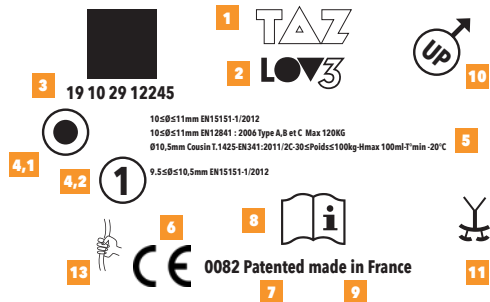 1
TAZ
UP
2
LOV3
10
3
19 10 29 12245
10≤Ø≤11mm EN15151-1/2012
10≤Ø≤11mm EN12841 : 2006 Type A,B et C Max 120KG
Ø10,5mm Cousin T.1425-EN341:2011/2C-30≤Poids≤100kg-Hmax 100ml-T°min -20°C
5
4,1
4,2
1
9.5≤Ø≤10,5mm EN15151-1/2012
8
i
6
13
CE
0082 Patented made in France
11
7
9